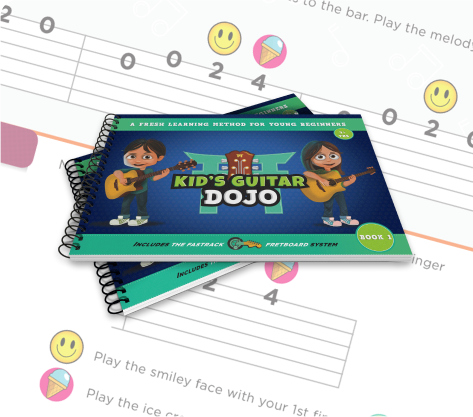 to the bar. Play the melody
2 0
0 0 2 4
0 0 2 0
A FRESH LEARNING METHOD FOR YOUNG BEGINNERS
KID'S GUITAR
DOJO
BOOK 1
INCLUDES THE FASTRACK FRETBOARD SYSTEM
INCLUDES
inger
2 4
Play the smiley face with your 1st fi
Play the ice cr